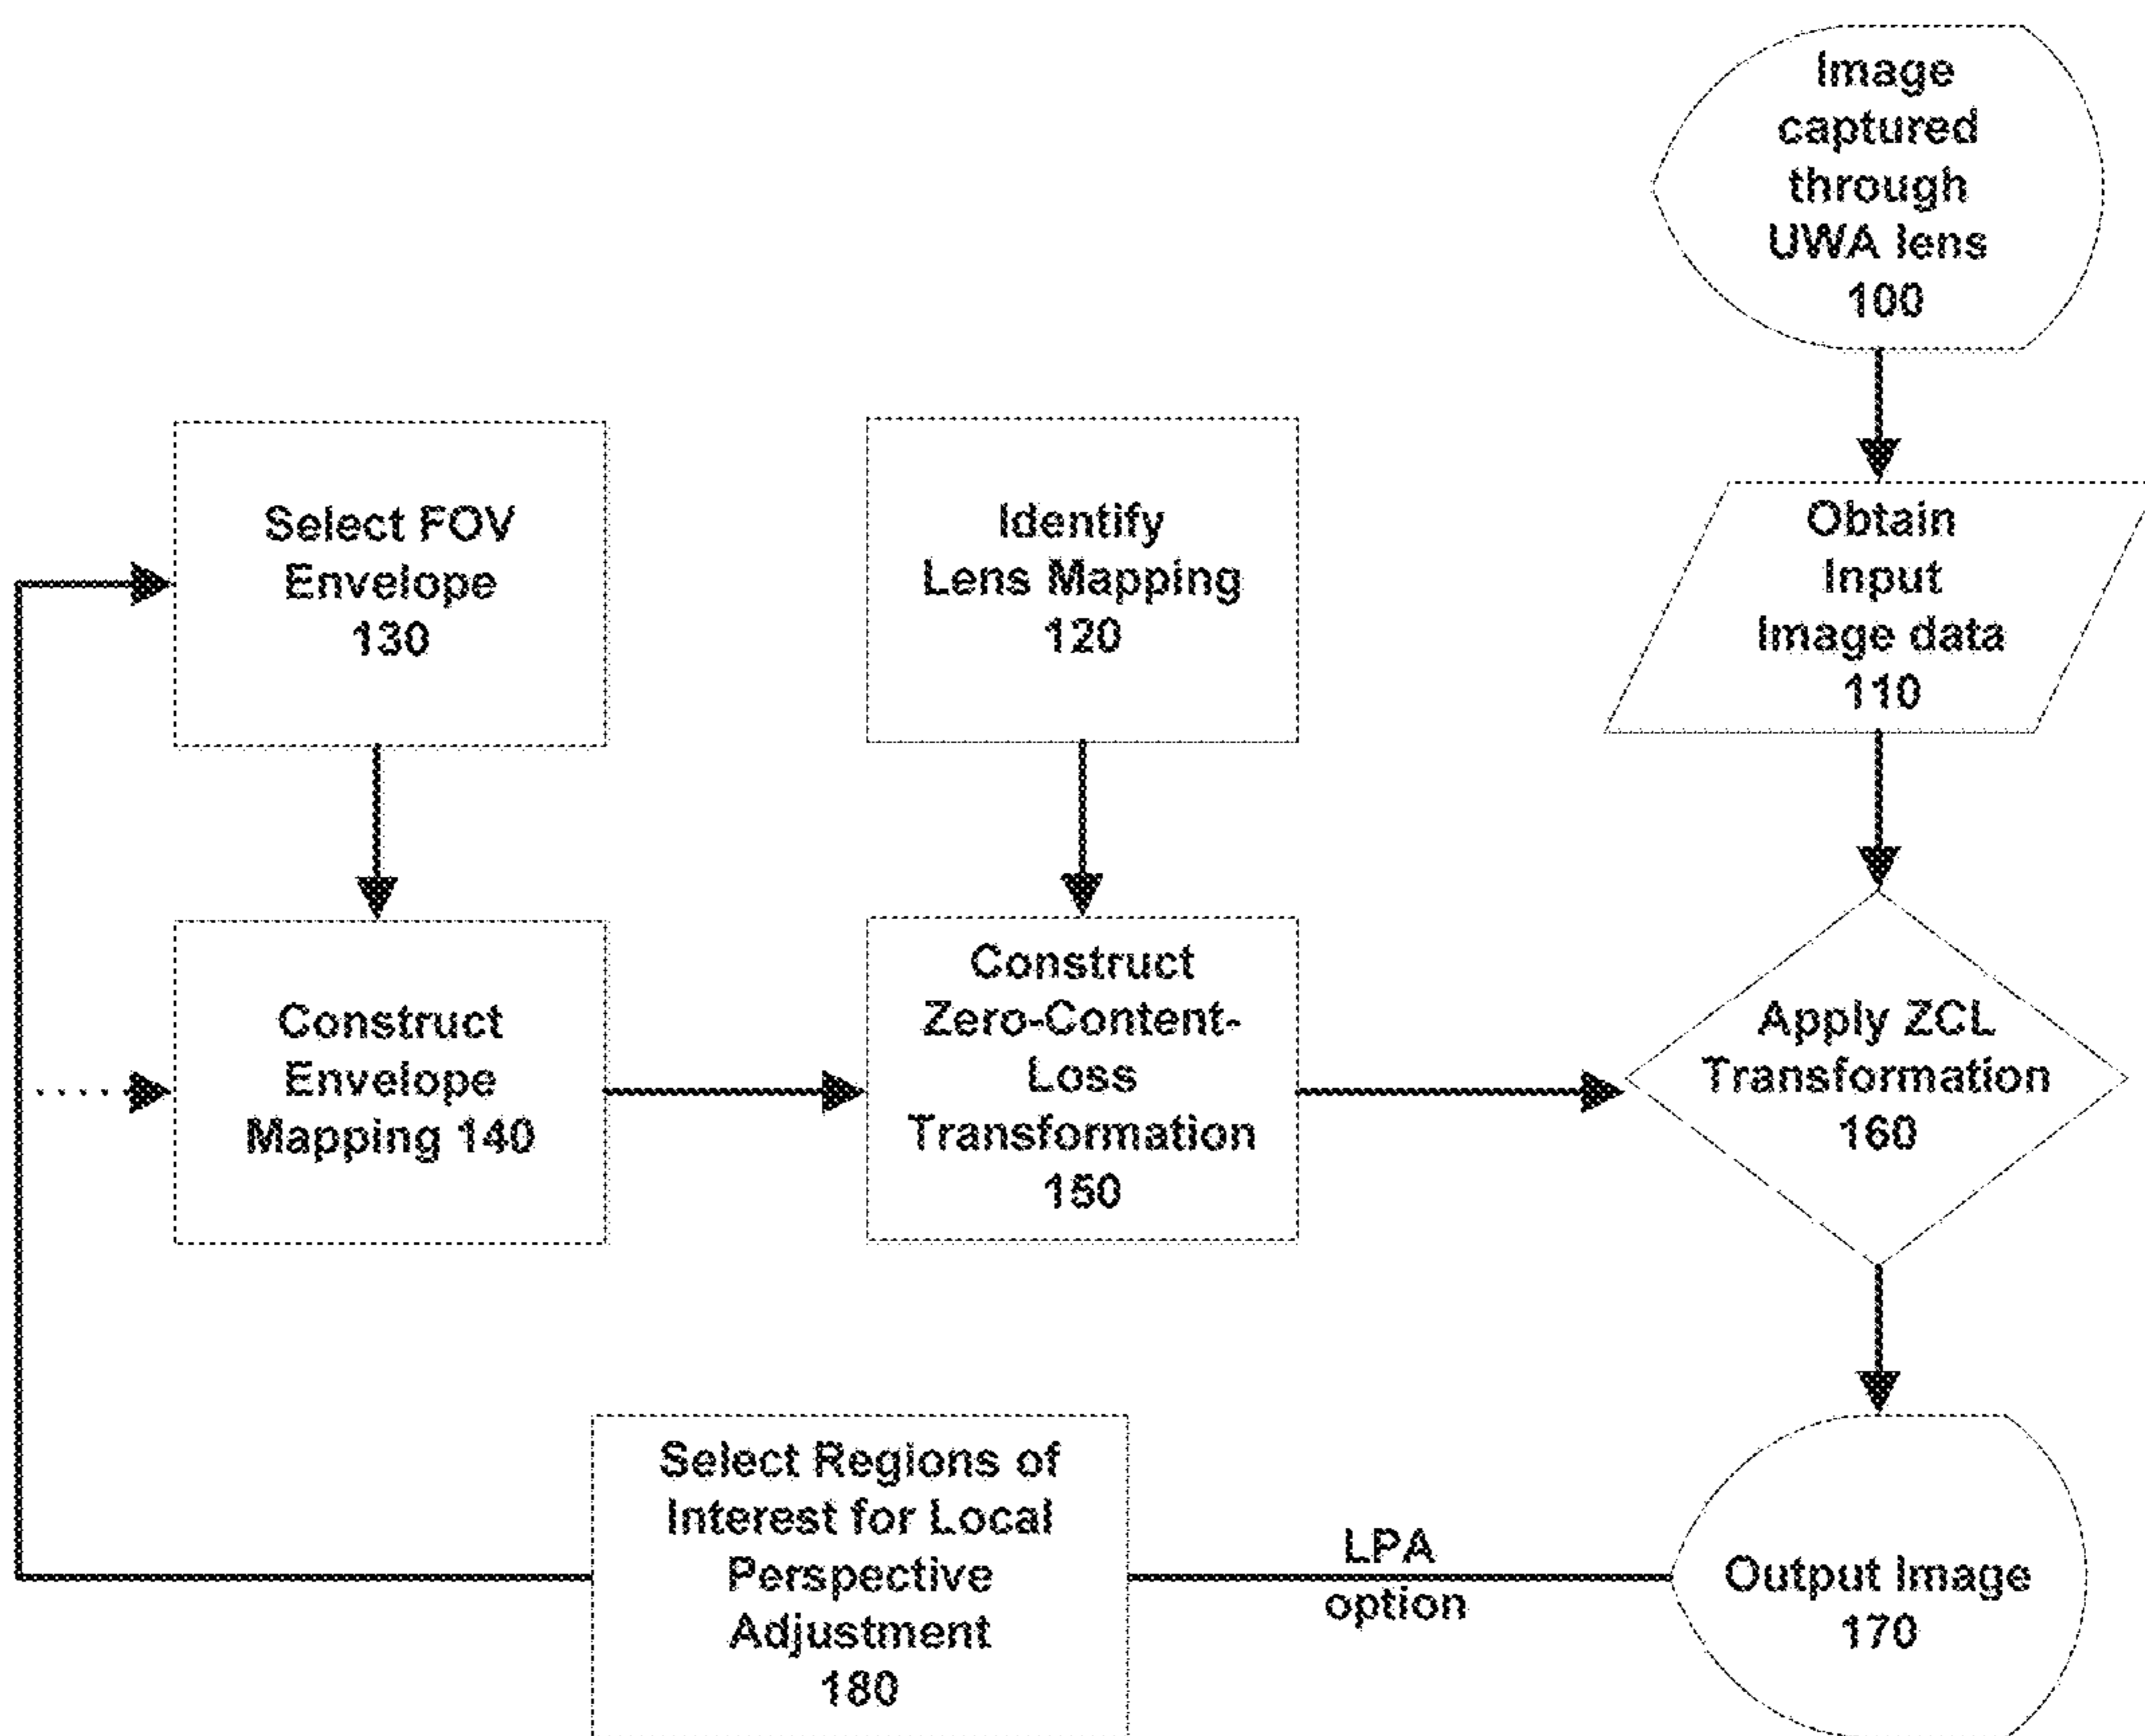 Image
captured
through
UWA lens
100
Select FOV
Envelope
130
Identify
Lens Mapping
120
Obtain
Input
Image data
110
Construct
Envelope
Mapping 140
Construct
Zero-Content-
Loss
Transformation
150
Apply ZCL
Transformation
160
Select Regions of
Interest for Local
Perspective
Adjustment
180
LPA
option
Output Image
170